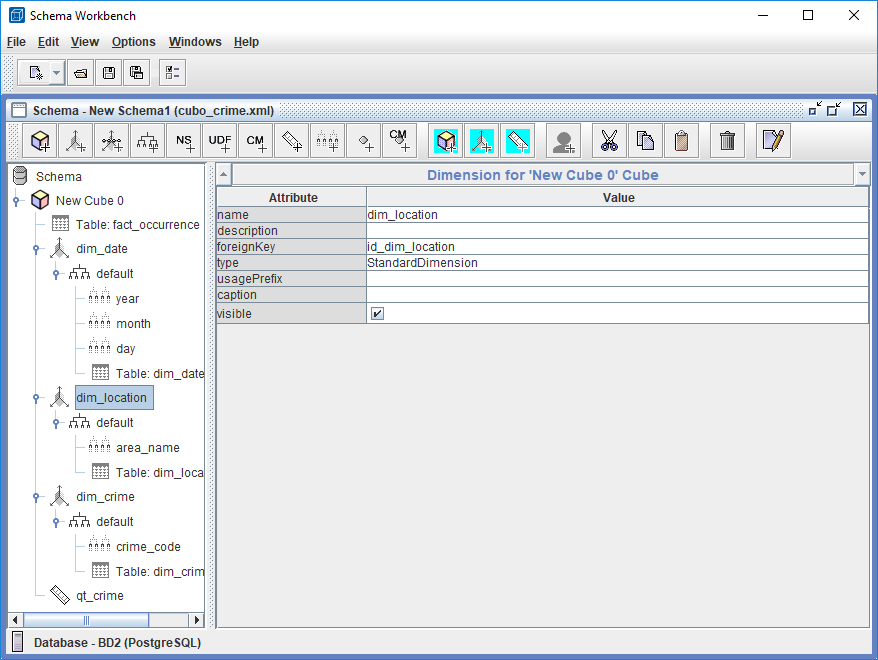 Schema Workbench
File Edit View Options Windows Help
Schema - New Schema1 (cubo_crime.xml)
NS UDF CM CM
Schema
New Cube 0
Table: fact_occurrence
dim_date
default
year
month
day
Table: dim_date
dim_location
default
area_name
Table: dim_loca
dim_crime
default
crime_code
Table: dim_crim
qt_crime
Dimension for 'New Cube 0' Cube
Attribute Value
name dim_location
description
foreignKey id_dim_location
type StandardDimension
usagePrefix
caption
visible
Database - BD2 (PostgreSQL)